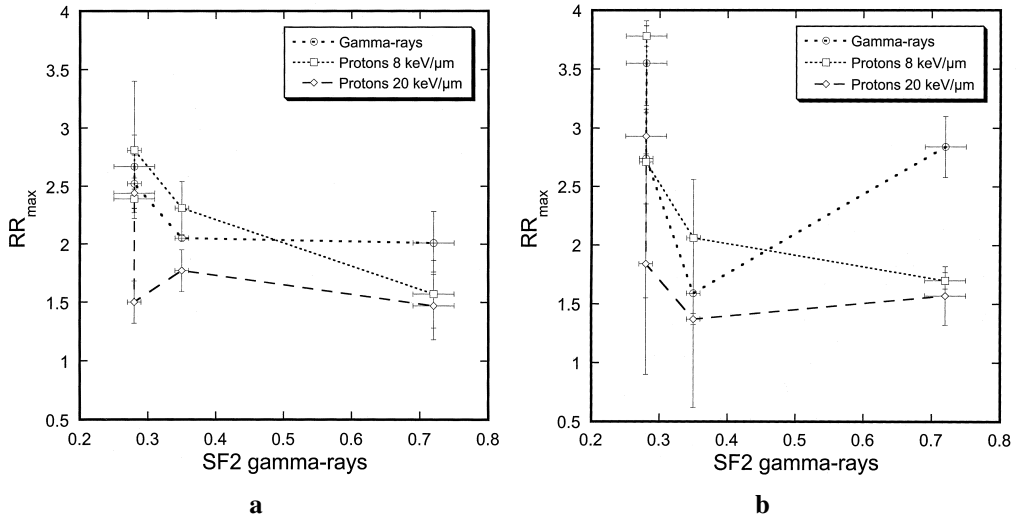 4
3.5
3
2.5
2
1.5
1
0.5
RRmax
Gamma-rays
Protons 8 keV/µm
Protons 20 keV/µm
0.2 0.3 0.4 0.5 0.6 0.7 0.8
SF2 gamma-rays
a
4
3.5
3
2.5
2
1.5
1
0.5
RRmax
Gamma-rays
Protons 8 keV/µm
Protons 20 keV/µm
0.2 0.3 0.4 0.5 0.6 0.7 0.8
SF2 gamma-rays
b